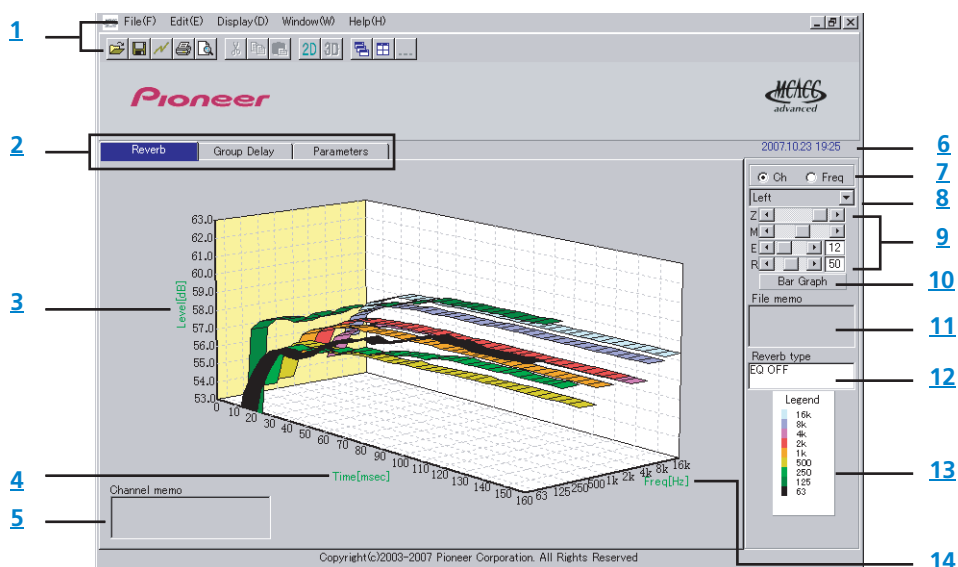 1
File(F) Edit(E) Display(D) Window(W) Help(H)
2D 3D
Pioneer
MCACC
advanced
2
Reverb Group Delay Parameters
2007.10.23 19:25
6
Ch Freq
7
Left
8
Z
M
E 12
R 50
9
Bar Graph
10
File memo
11
Reverb type
EQ OFF
12
Legend
16k
8k
4k
2k
1k
500
250
125
63
13
3
Level[dB]
63.0
62.0
61.0
60.0
59.0
58.0
57.0
56.0
55.0
54.0
53.0
0 10 20 30 40 50 60 70 80 90 100 110 120 130 140 150 160
4
Time[msec]
63 125 250 500 1k 2k 4k 8k 16k
Freq[Hz]
14
Channel memo
5
Copyright(c)2003-2007 Pioneer Corporation. All Rights Reserved